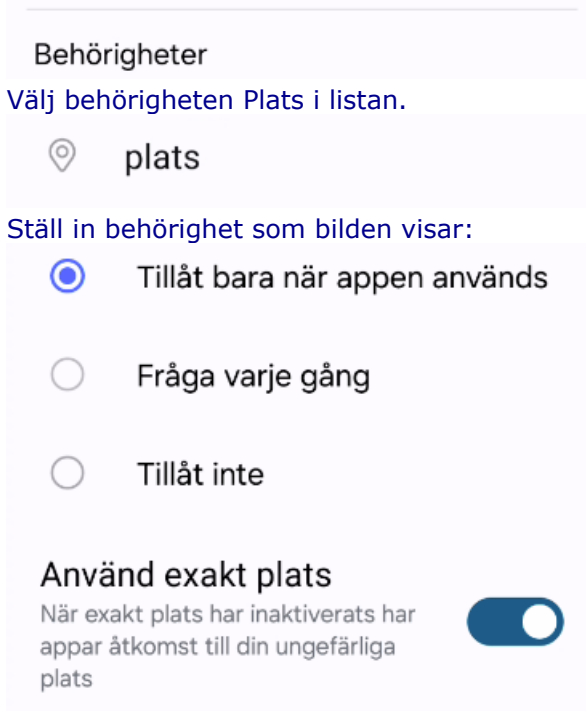 Behörigheter
Välj behörigheten Plats i listan.
plats
Ställ in behörighet som bilden visar:
Tillåt bara när appen används
Fråga varje gång
Tillåt inte
Använd exakt plats
När exakt plats har inaktiverats har
appar åtkomst till din ungefärliga
plats